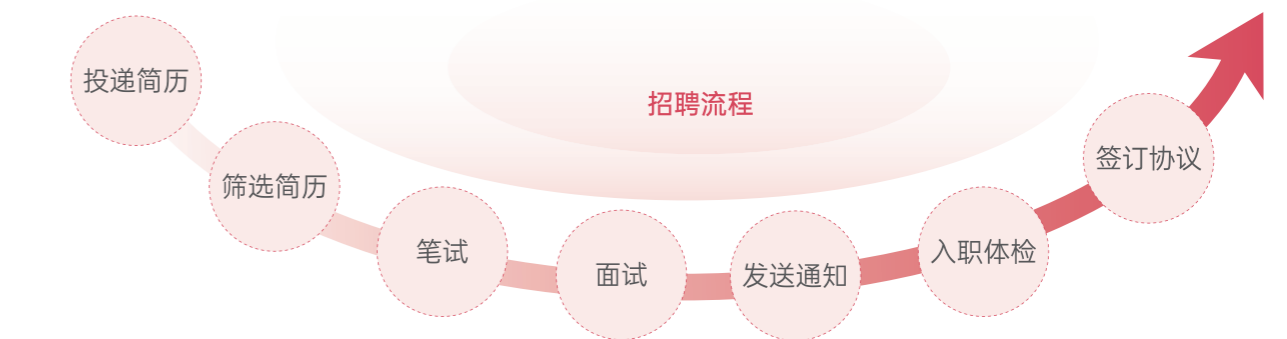 招聘流程
投递简历
筛选简历
笔试
面试
发送通知
入职体检
签订协议